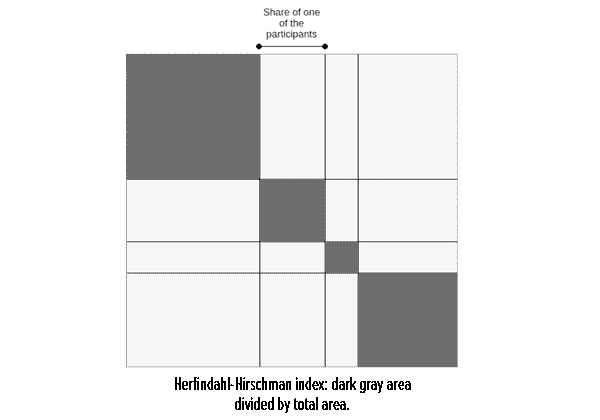 Share of one
of the
participants
Herfindahl-Hirschman index: dark gray area
divided by total area.